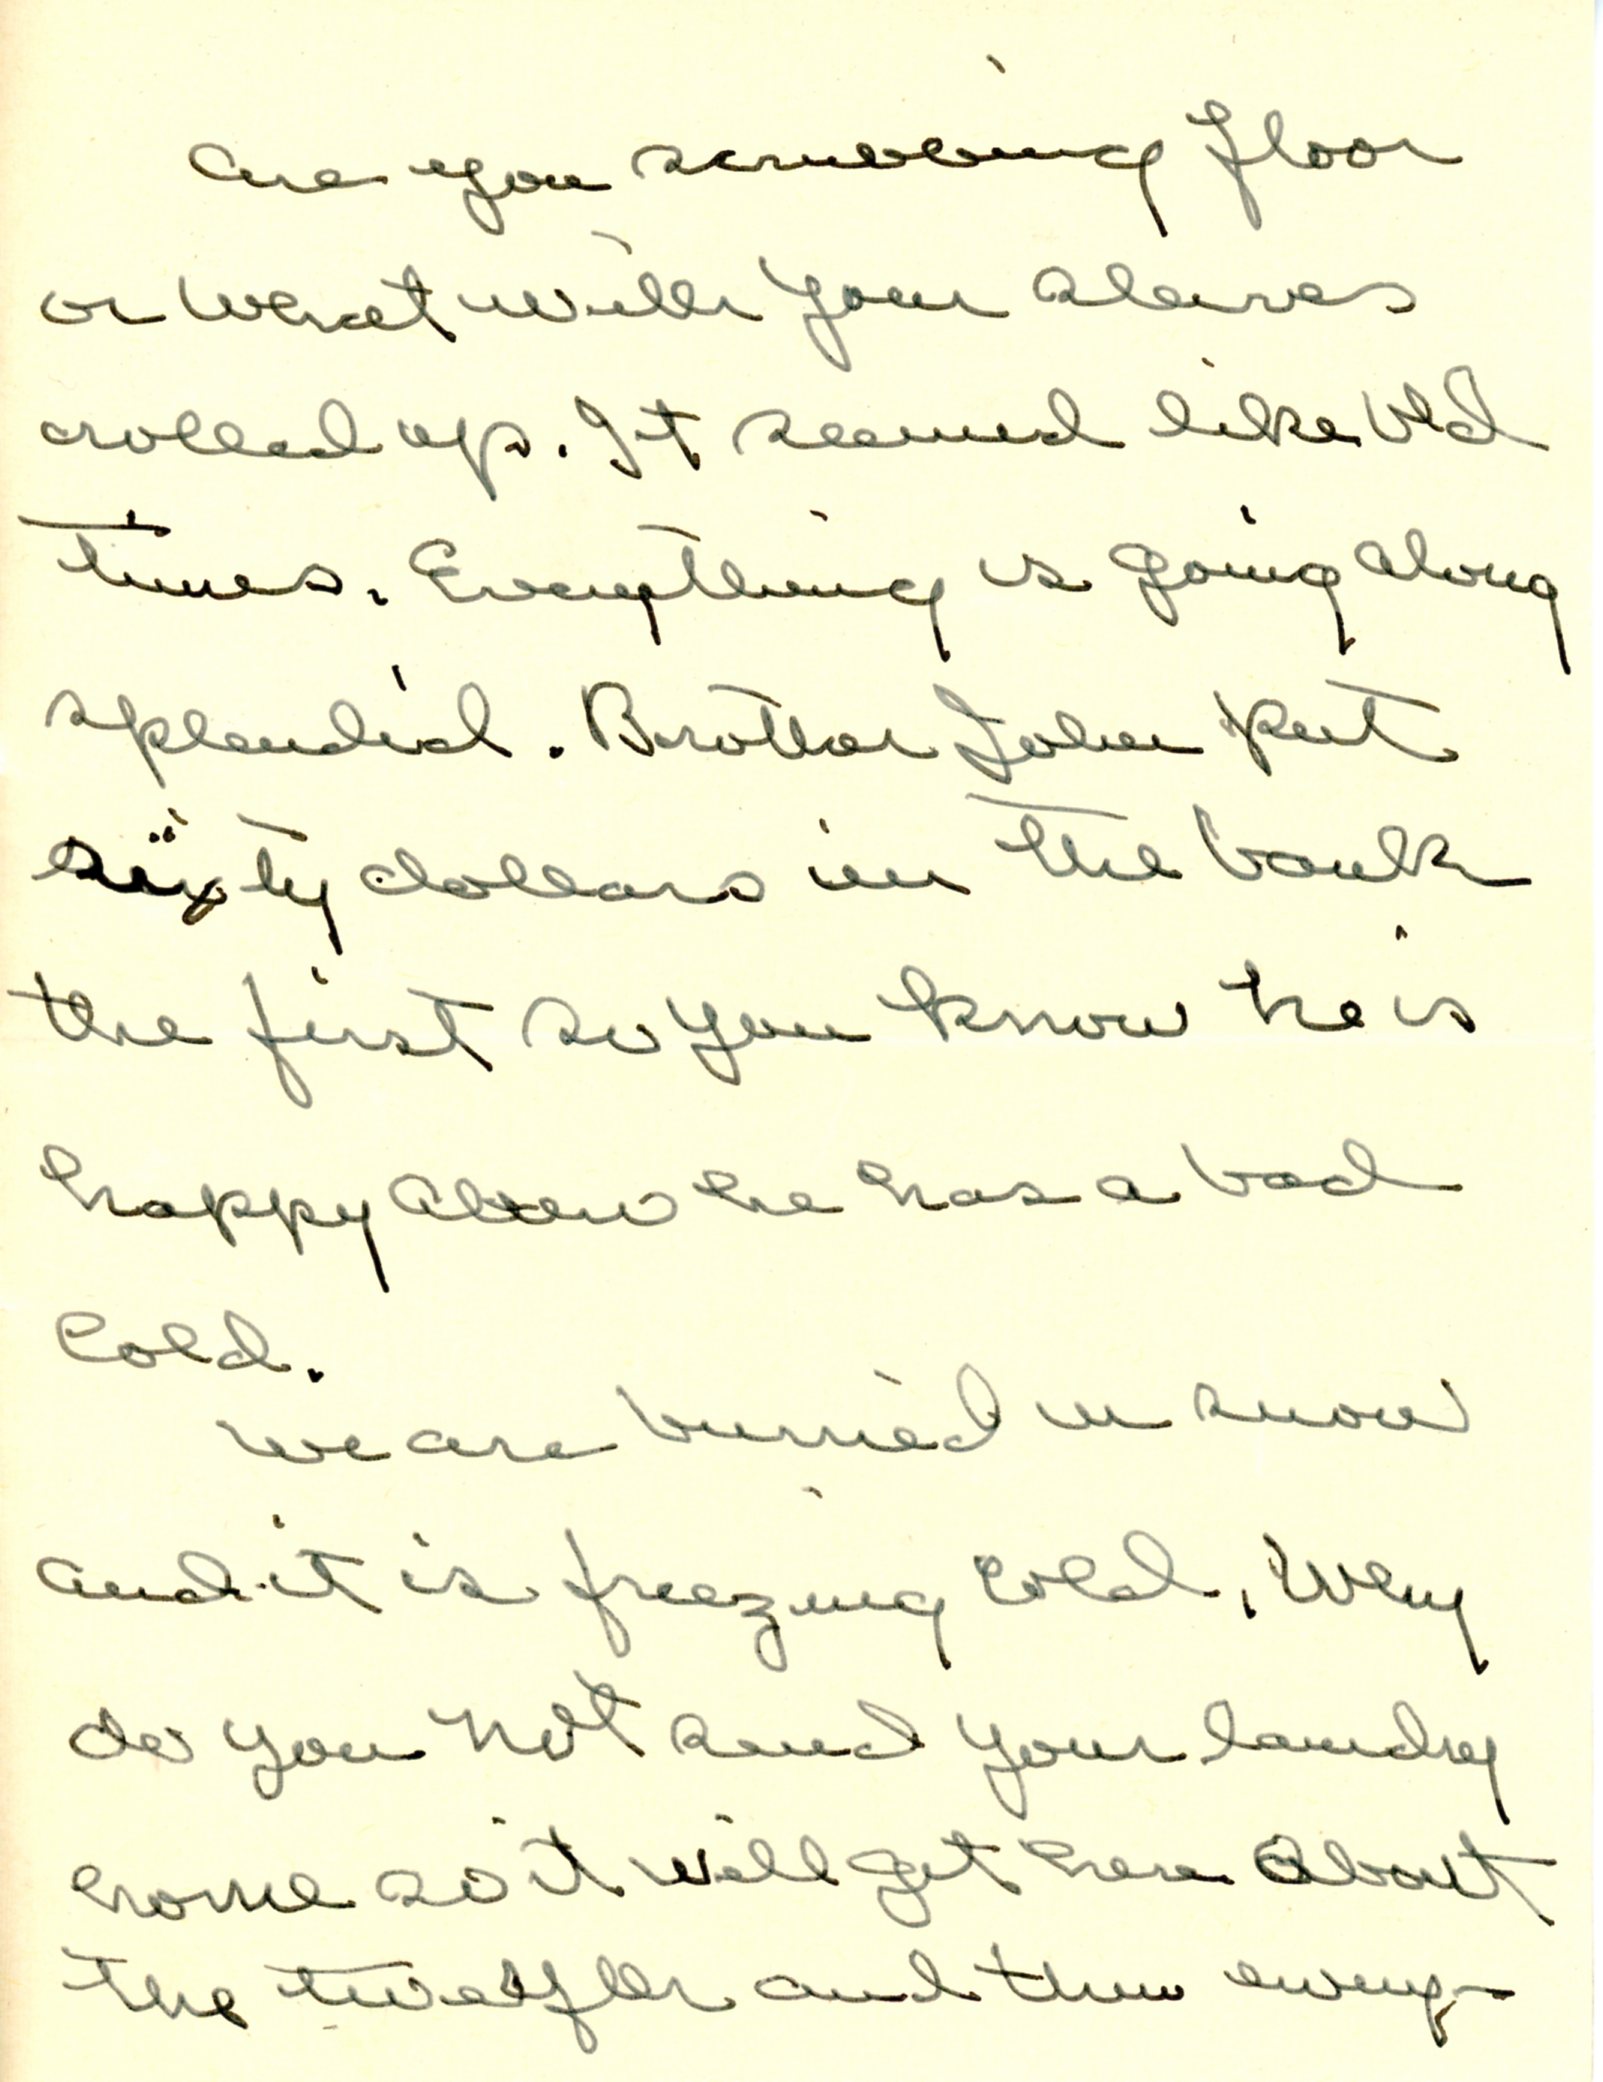 are you scrubbing floor
or what with your sleeves
rolled up. It seemed like old
times. Everything is going along
splendid. Brother John put
sixty dollars in the bank
the first so you know he is
happy he has a bad
cold.
we are burried in snow
and it is freezing cold. Why
do you not send your laundry
home so it will get here about
the twelfth and then every-